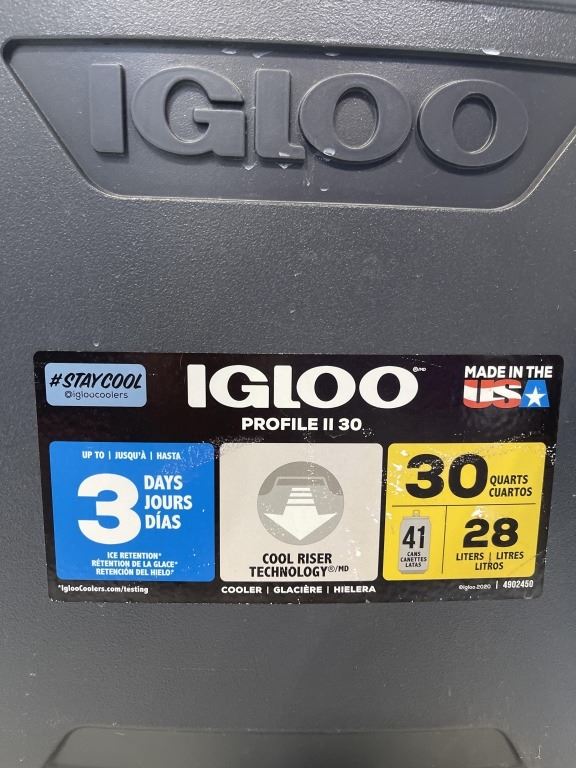 IGLOO
#STAYCOOL
@igloocoolers
IGLOO ®/MD
PROFILE II 30
MADE IN THE
USA
UP TO | JUSQU'À | HASTA
3 DAYS
JOURS
DÍAS
ICE RETENTION*
RÉTENTION DE LA GLACE*
RETENCIÓN DEL HIELO*
*IglooCoolers.com/testing
COOL RISER
TECHNOLOGY®/MD
COOLER | GLACIÈRE | HIELERA
30 QUARTS
CUARTOS
41
CANS
CANETTES
LATAS
28
LITERS | LITRES
LITROS
©Igloo 2020 | 4902450